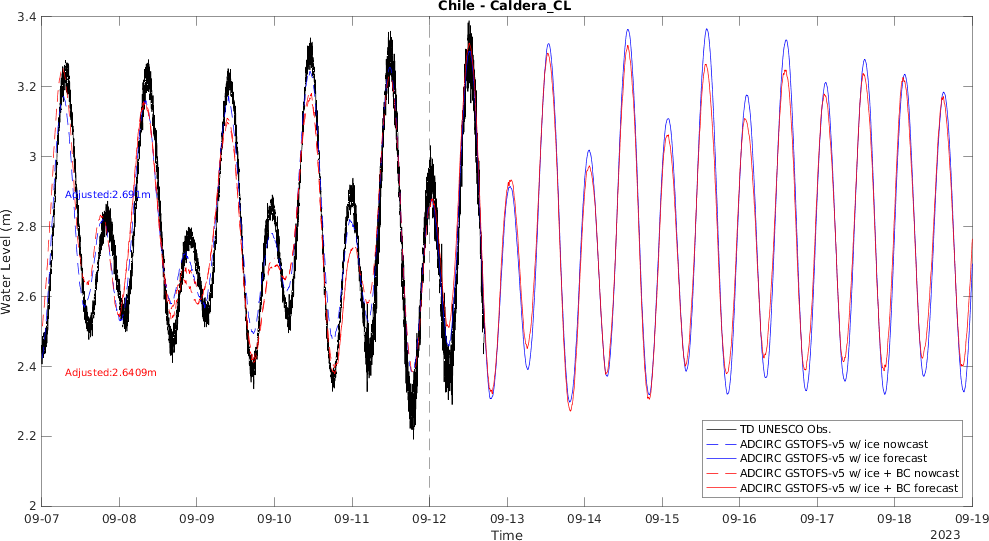 Chile - Caldera_CL
3.4
3.2
3
2.8
2.6
2.4
2.2
2
Water Level (m)
Adjusted:2.691m
Adjusted:2.6409m
TD UNESCO Obs.
ADCIRC GSTOFS-v5 w/ ice nowcast
ADCIRC GSTOFS-v5 w/ ice forecast
ADCIRC GSTOFS-v5 w/ ice + BC nowcast
ADCIRC GSTOFS-v5 w/ ice + BC forecast
09-07 09-08 09-09 09-10 09-11 09-12 09-13 09-14 09-15 09-16 09-17 09-18 09-19
Time
2023